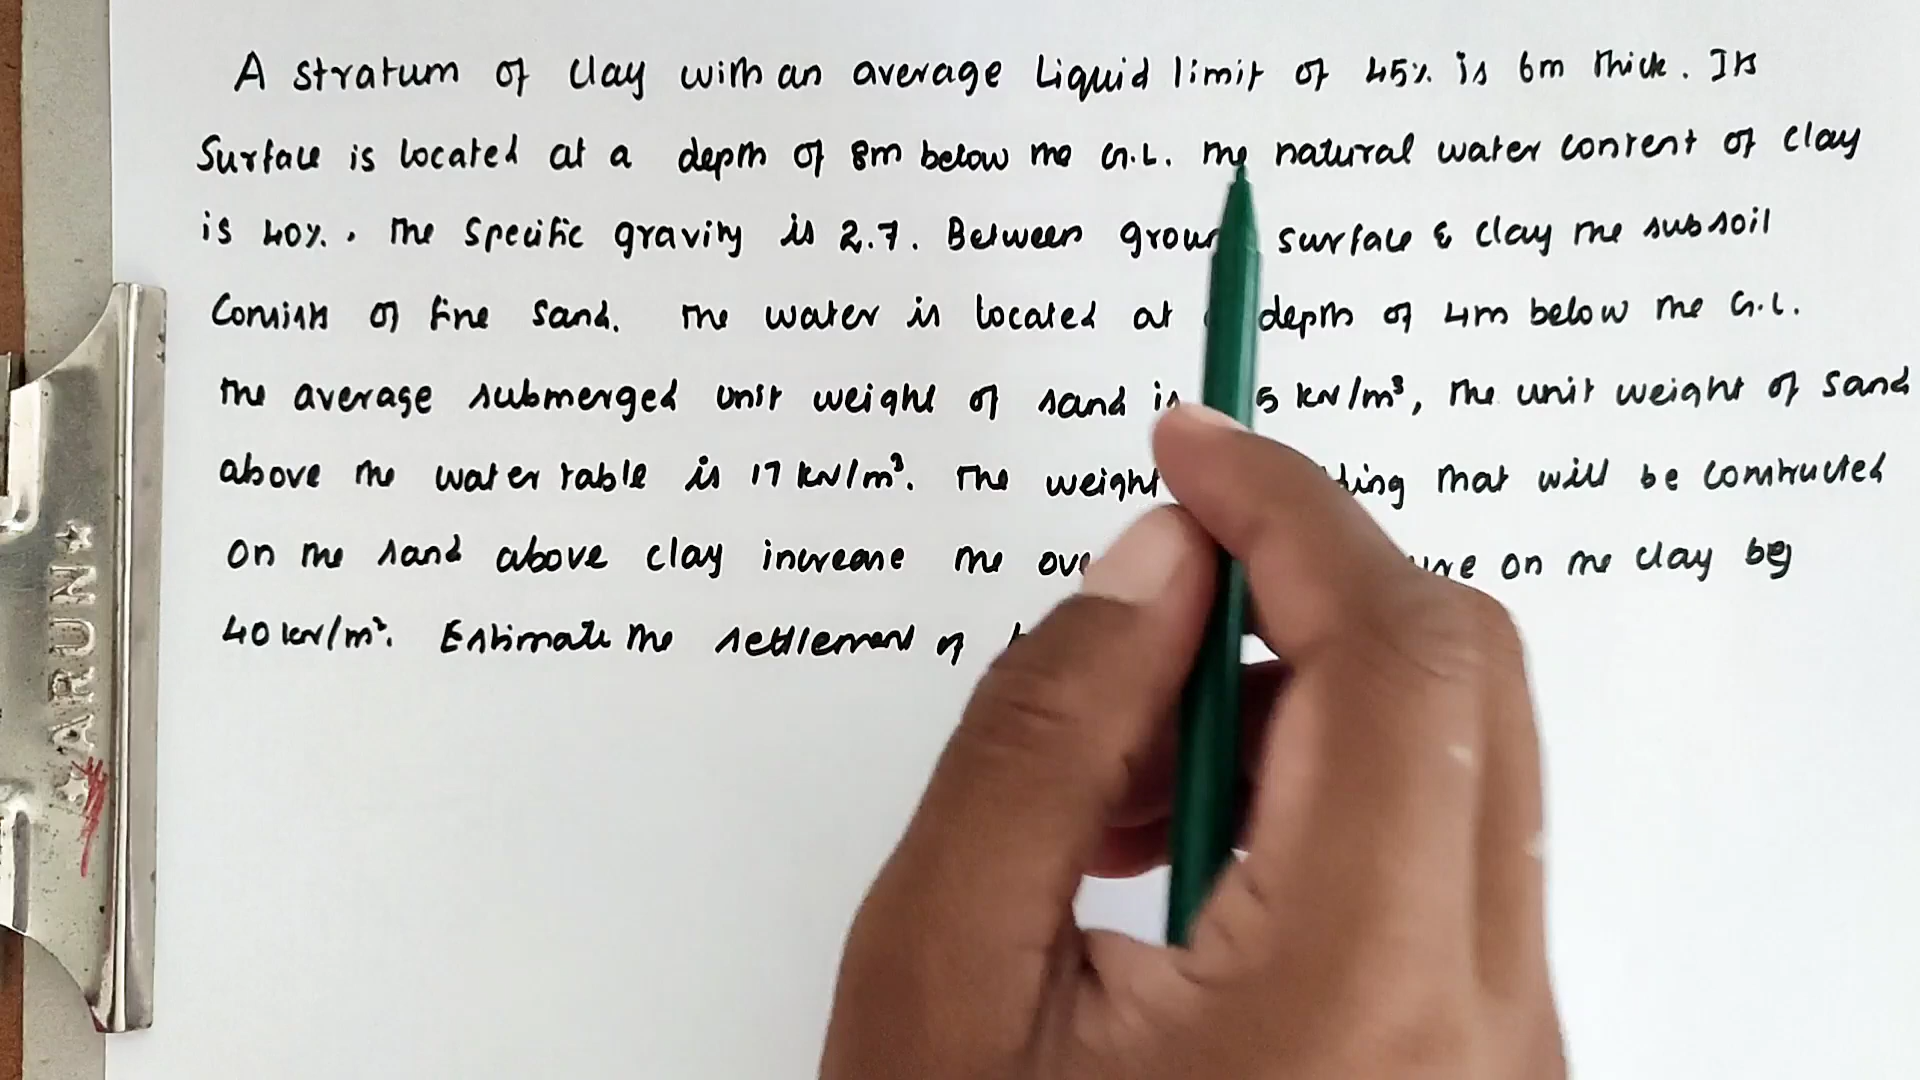 A stratum of clay with an average Liquid limit of 45% is 6m thick. Its
Surface is located at a depth of 8m below the G.L. The natural water content of clay
is 40%. The specific gravity is 2.7. Between surface & clay the subsoil
Consists of fine sand. The water is located at depth of 4m below the G.L.
The average submerged unit weight of sand is 5 kN/m³, The unit weight of sand
above the water table is 17 kN/m³. The weight that will be constructed
on the sand above clay increase the on the clay by
40 kN/m². Estimate the settlement of
ARUN